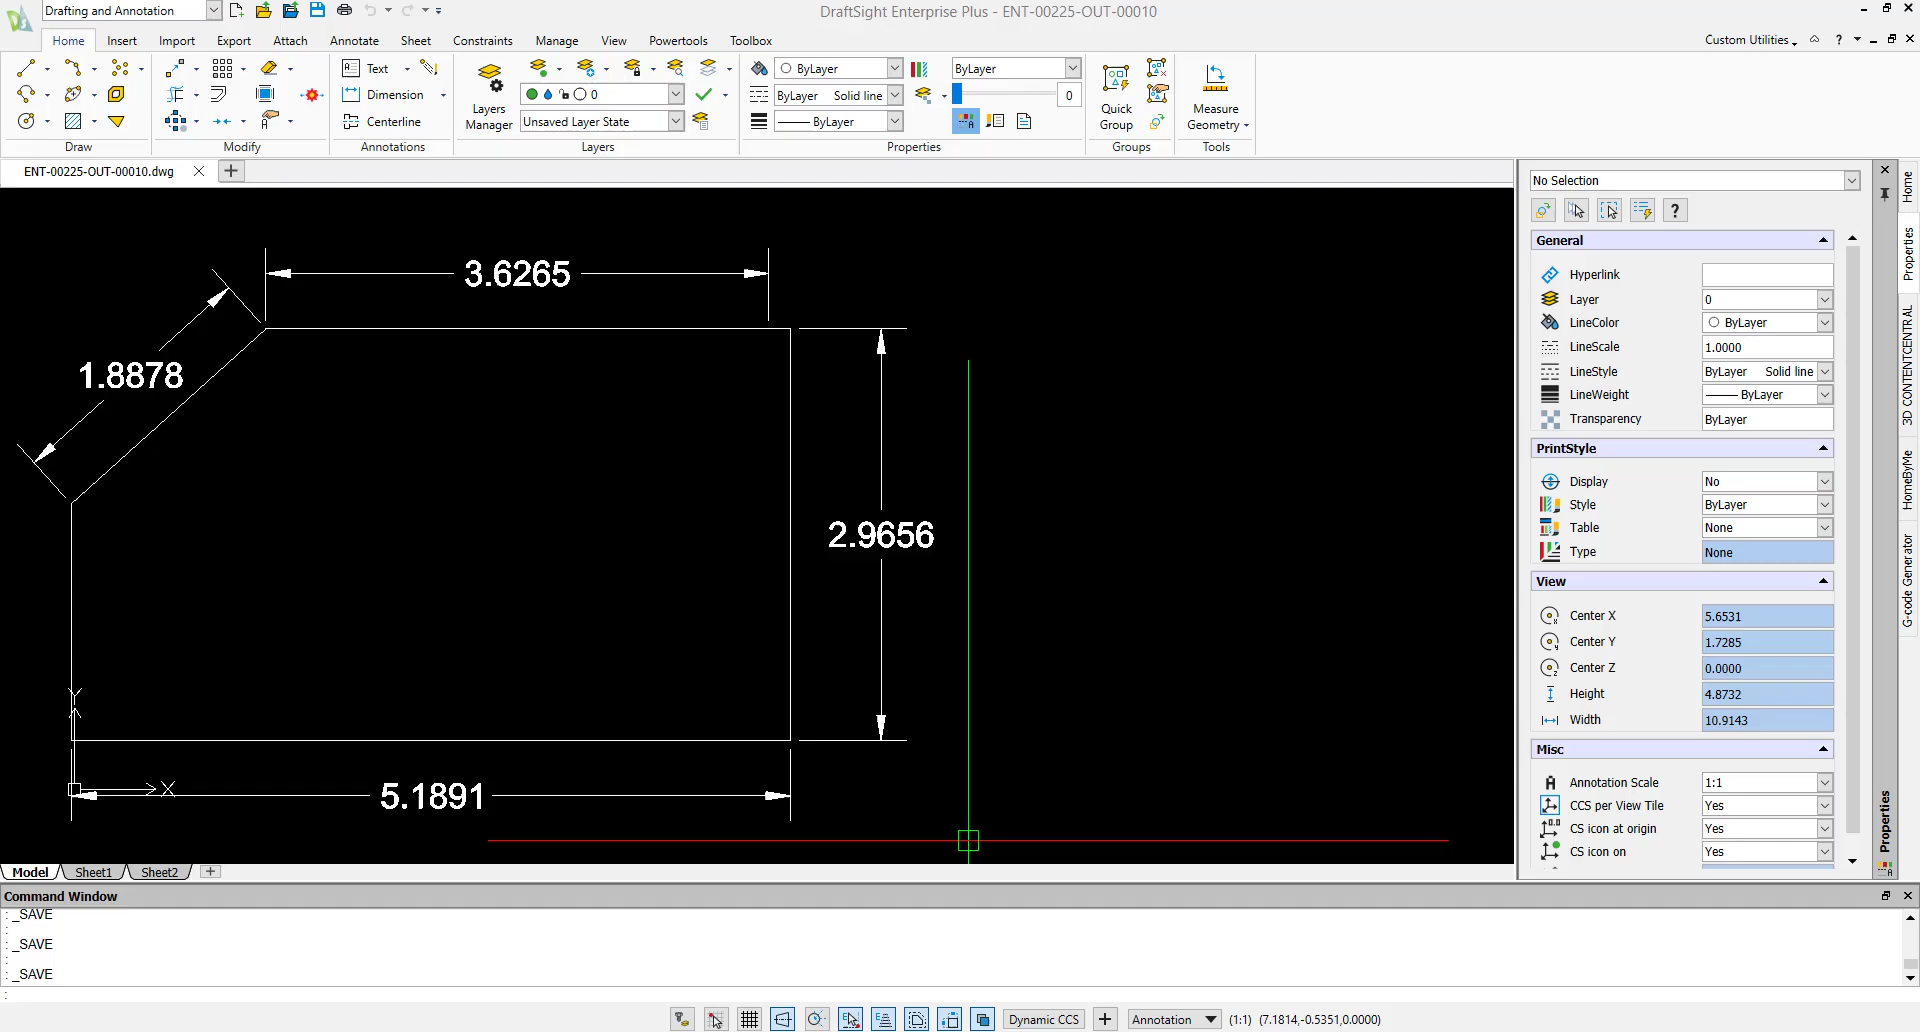 Drafting and Annotation
DraftSight Enterprise Plus - ENT-00225-OUT-00010
Home Insert Import Export Attach Annotate Sheet Constraints Manage View Powertools Toolbox
Custom Utilities ?
Text
Dimension
Centerline
Layers
Manager
0
Unsaved Layer State
ByLayer
ByLayer Solid line
ByLayer
ByLayer
0
Quick
Group
Measure
Geometry
Draw Modify Annotations Layers Properties Groups Tools
ENT-00225-OUT-00010.dwg
3.6265
1.8878
2.9656
5.1891
Y
X
No Selection
?
General
Hyperlink
Layer 0
LineColor ByLayer
LineScale 1.0000
LineStyle ByLayer Solid line
LineWeight ByLayer
Transparency ByLayer
PrintStyle
Display No
Style ByLayer
Table None
Type None
View
Center X 5.6531
Center Y 1.7285
Center Z 0.0000
Height 4.8732
Width 10.9143
Misc
Annotation Scale 1:1
CCS per View Tile Yes
CS icon at origin Yes
CS icon on Yes
Properties
Home
Properties
3D CONTENTCENTRAL
HomeByMe
G-code Generator
Model Sheet1 Sheet2
Command Window
: _SAVE
:
: _SAVE
:
: _SAVE
:
Dynamic CCS Annotation (1:1) (7.1814,-0.5351,0.0000)